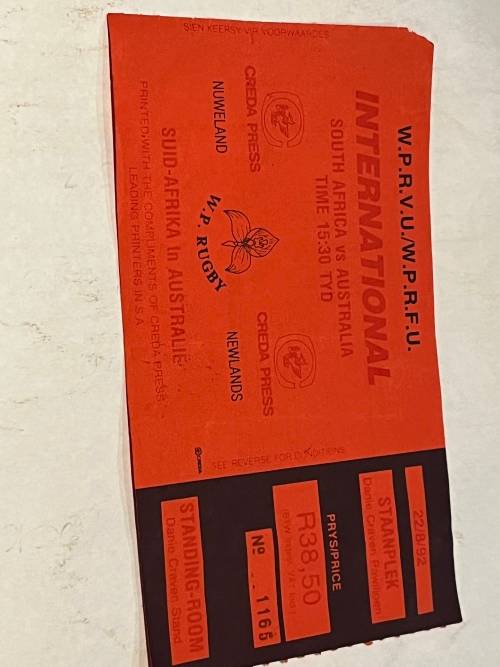 W.P.R.V.U./W.P.R.F.U.
INTERNATIONAL
SOUTH AFRICA vs AUSTRALIA
TIME 15:30 TYD
CREDA PRESS
CREDA PRESS
NUWELAND
W.P. RUGBY
NEWLANDS
SUID-AFRIKA In AUSTRALIË
PRINTED WITH THE COMPLIMENTS OF CREDA PRESS
LEADING PRINTERS IN S.A.
SIEN KEERSY VIR VOORWAARDES
SEE REVERSE FOR CONDITIONS
CREDA
22/8/92
STAANPLEK
Danie Craven Pawiljoen
PRYS/PRICE
R38,50
Nº 1165
STANDING-ROOM
Danie Craven Stand